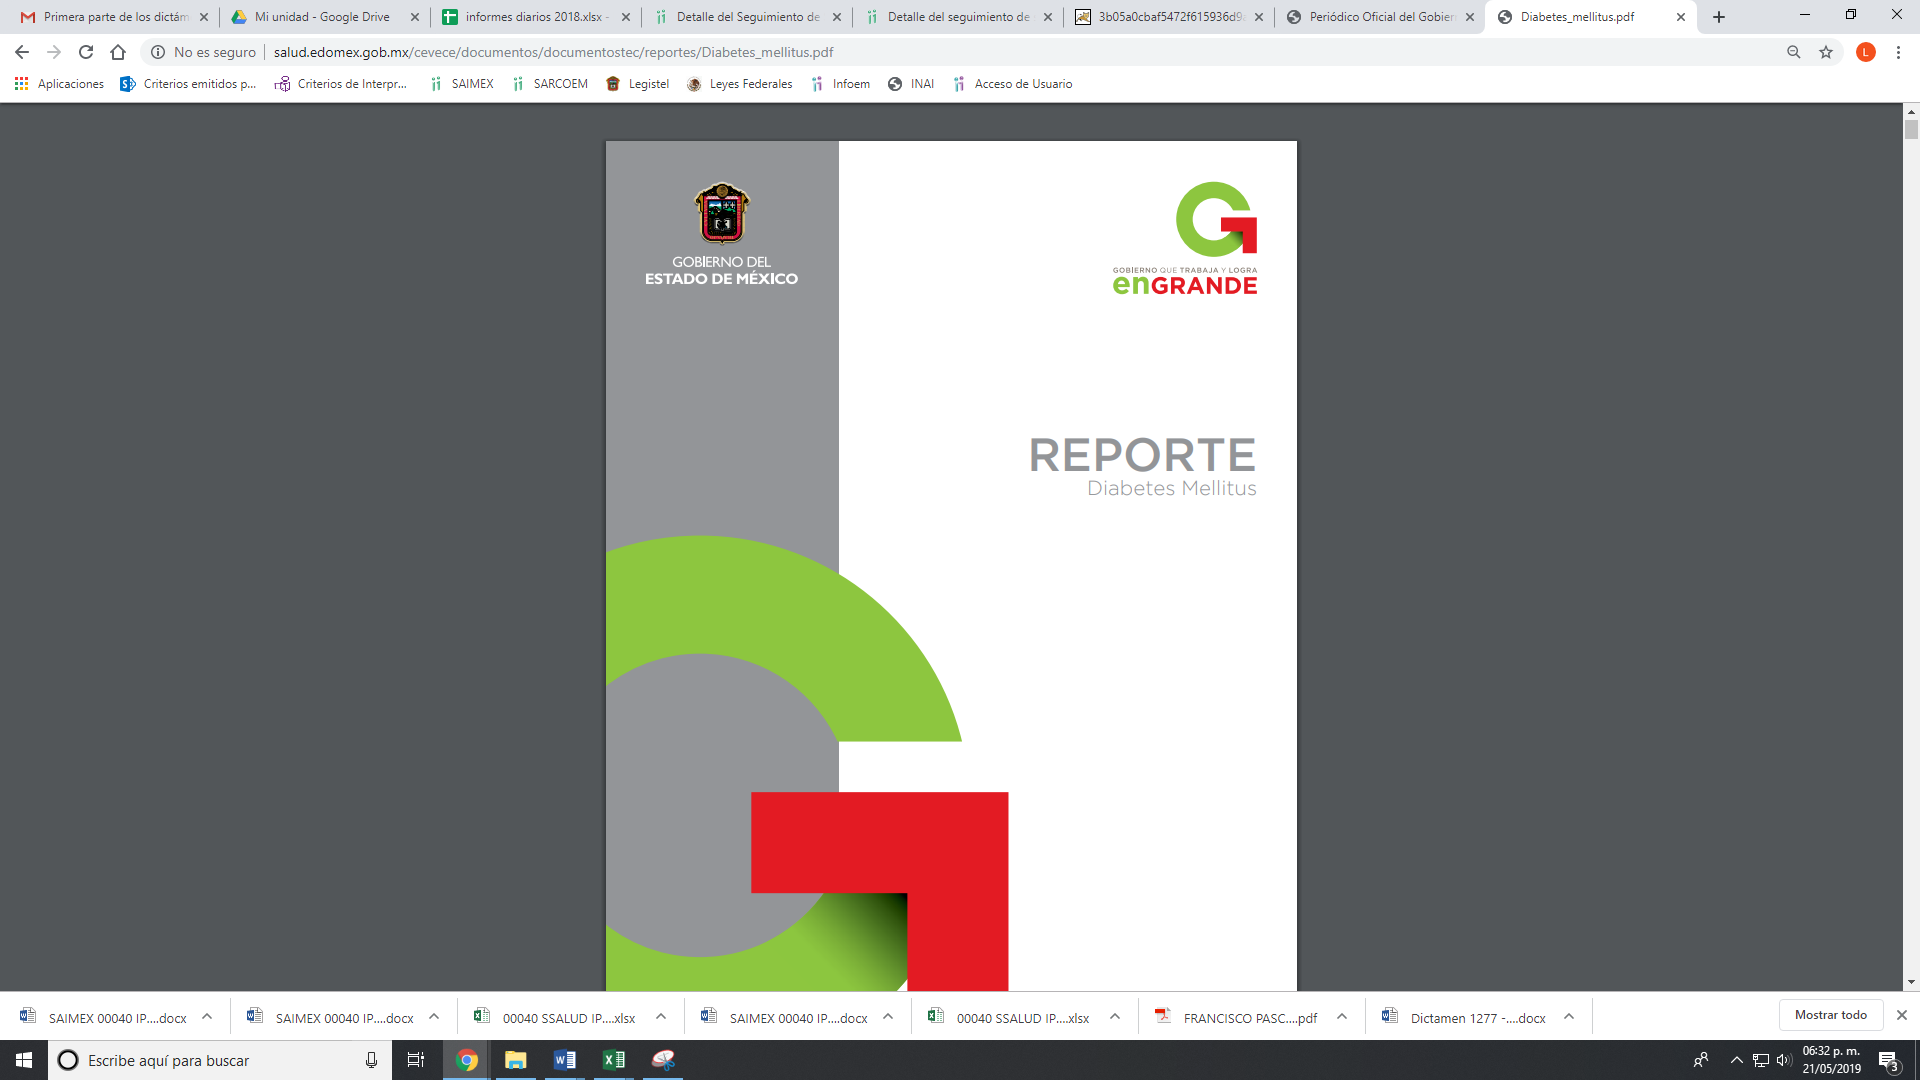 Primera parte de los dictám
Mi unidad - Google Drive
informes diarios 2018.xlsx -
Detalle del Seguimiento de
Detalle del seguimiento de
3b05a0cbaf5472f615936d9
Periódico Oficial del Gobier
Diabetes_mellitus.pdf
No es seguro
salud.edomex.gob.mx/cevece/documentos/documentostec/reportes/Diabetes_mellitus.pdf
L
Aplicaciones
Criterios emitidos p...
Criterios de Interpr...
SAIMEX
SARCOEM
Legistel
Leyes Federales
Infoem
INAI
Acceso de Usuario
GOBIERNO DEL
ESTADO DE MÉXICO
GOBIERNO QUE TRABAJA Y LOGRA
enGRANDE
REPORTE
Diabetes Mellitus
SAIMEX 00040 IP....docx
SAIMEX 00040 IP....docx
00040 SSALUD IP....xlsx
SAIMEX 00040 IP....docx
00040 SSALUD IP....xlsx
FRANCISCO PASC....pdf
Dictamen 1277 -....docx
Mostrar todo
Escribe aquí para buscar
06:32 p. m.
21/05/2019
3